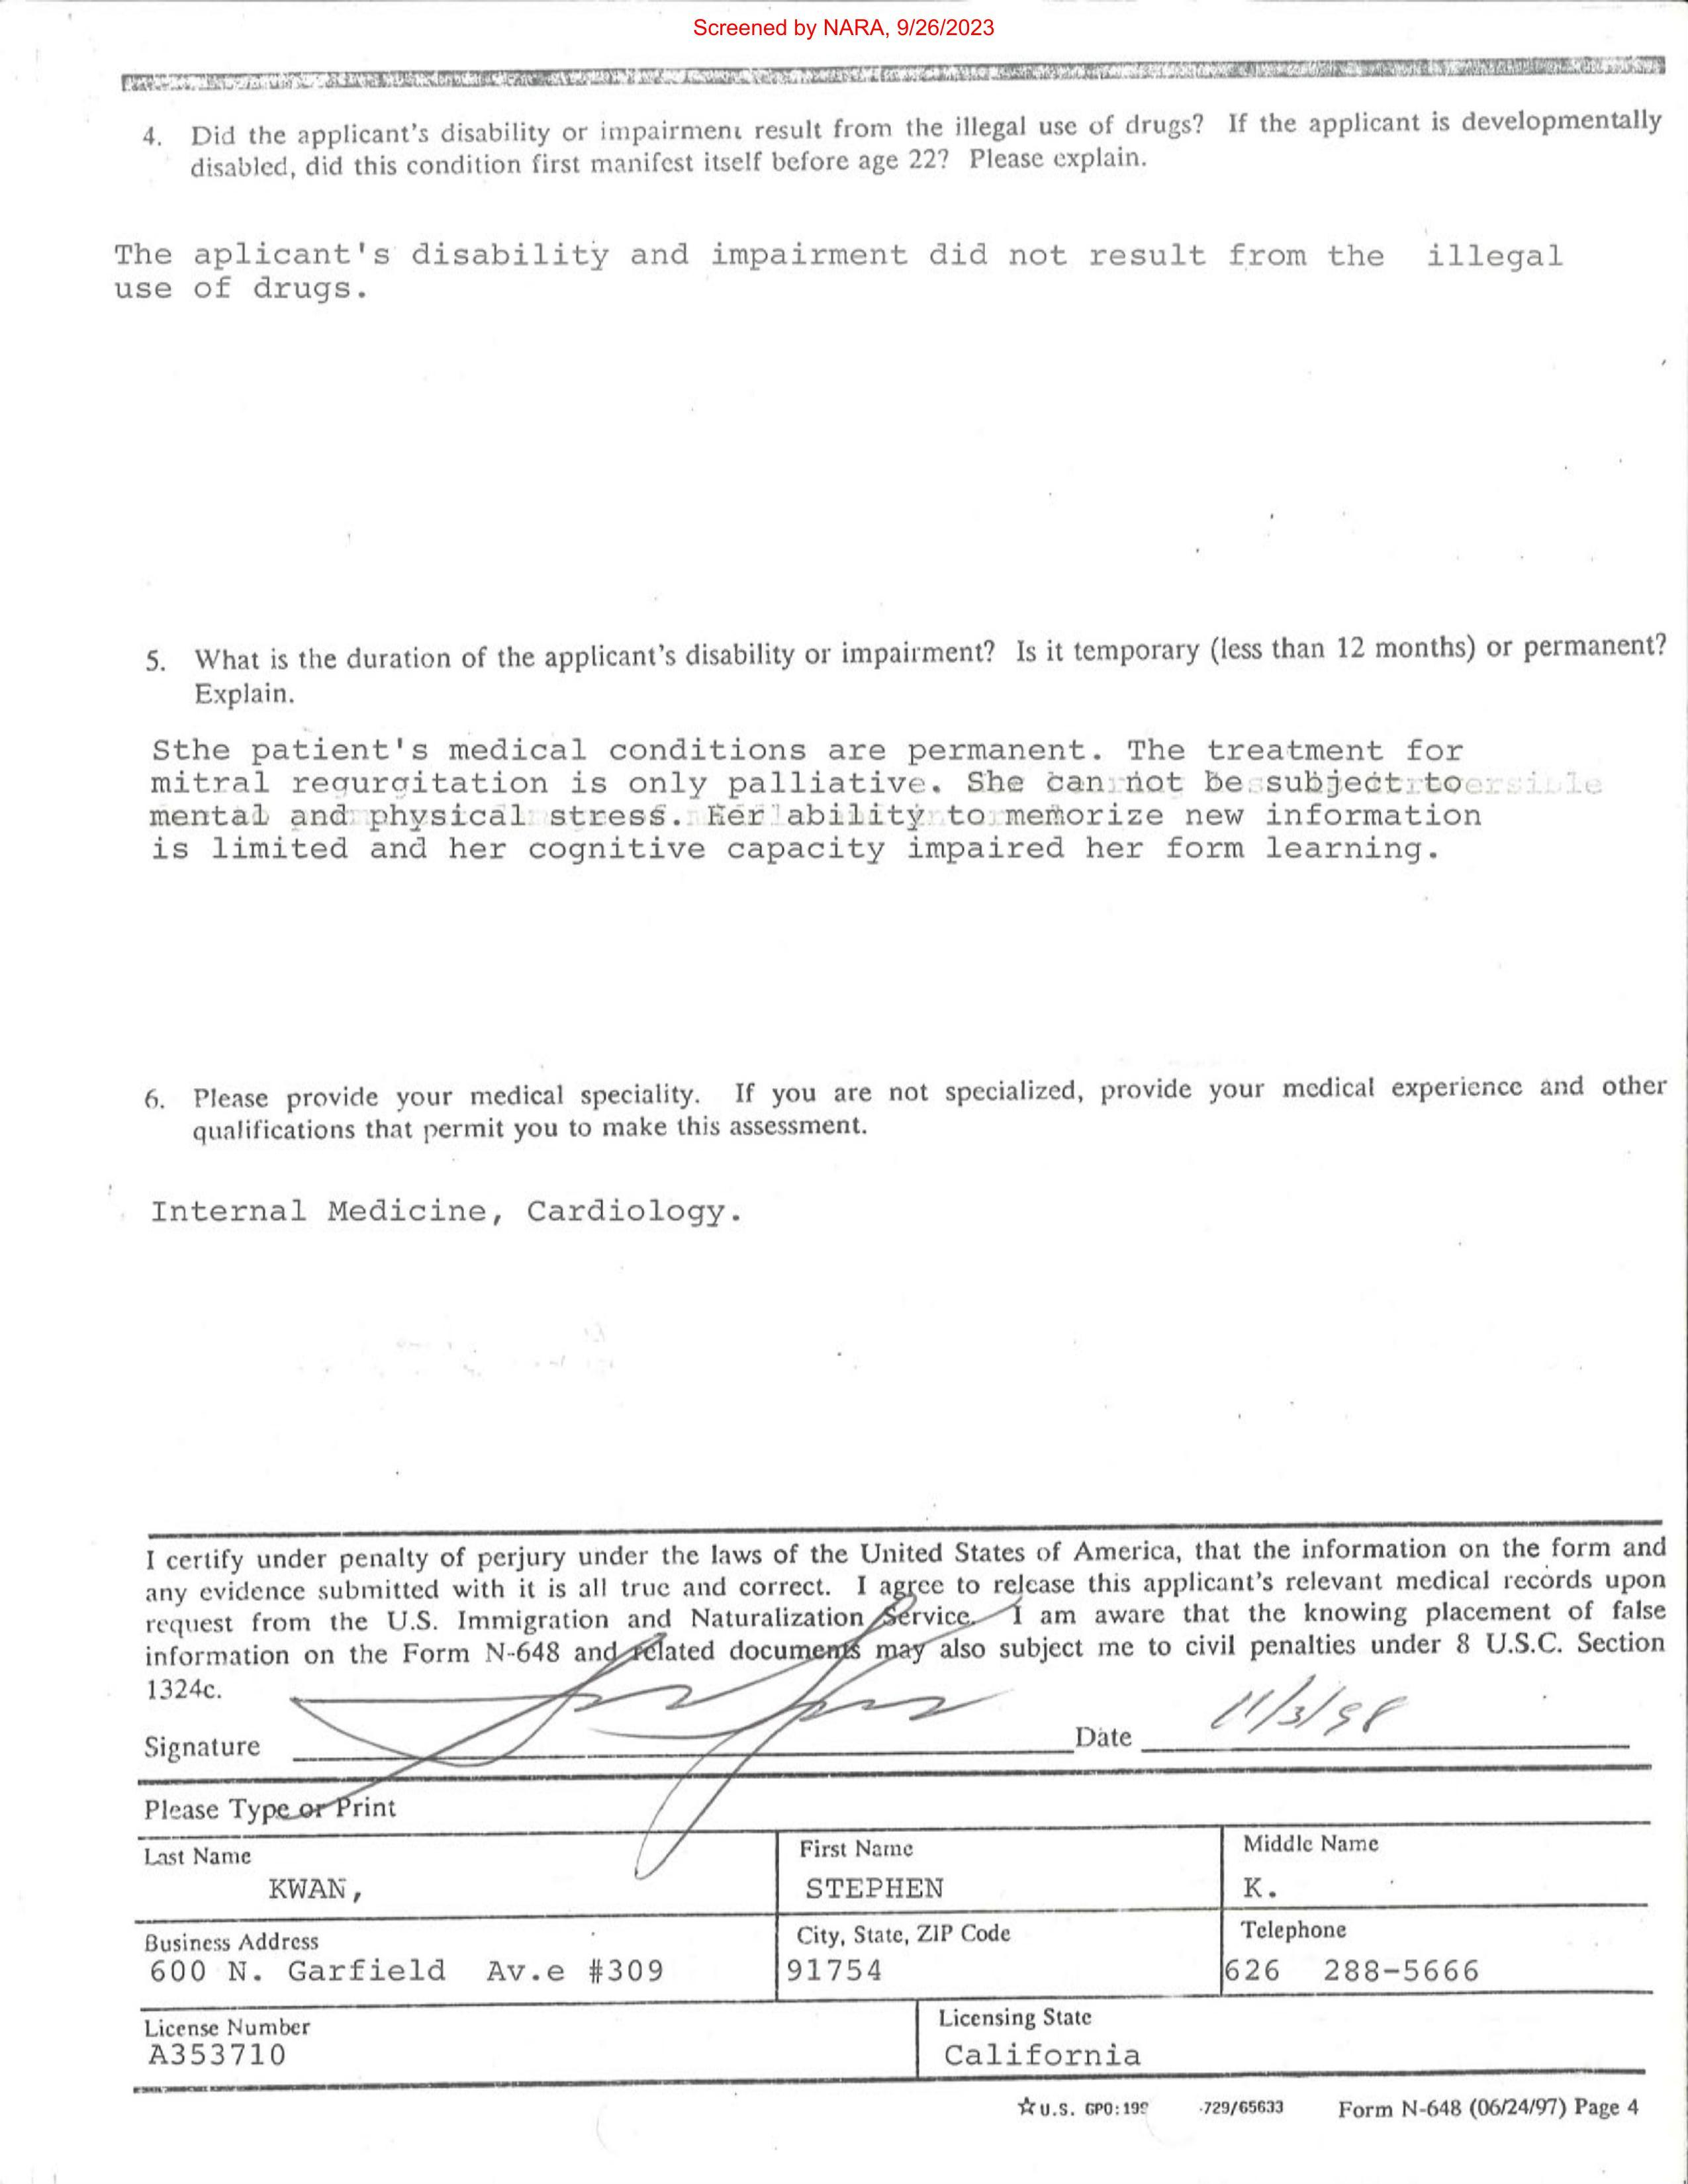 Screened by NARA, 9/26/2023
4. Did the applicant's disability or impairment result from the illegal use of drugs? If the applicant is developmentally
disabled, did this condition first manifest itself before age 22? Please explain.
The aplicant's disability and impairment did not result from the illegal
use of drugs.
5. What is the duration of the applicant's disability or impairment? Is it temporary (less than 12 months) or permanent?
Explain.
Sthe patient's medical conditions are permanent. The treatment for
mitral regurgitation is only palliative. She can not be subject to
mental and physical stress. Her ability to memorize new information
is limited and her cognitive capacity impaired her form learning.
6. Please provide your medical speciality. If you are not specialized, provide your medical experience and other
qualifications that permit you to make this assessment.
Internal Medicine, Cardiology.
I certify under penalty of perjury under the laws of the United States of America, that the information on the form and
any evidence submitted with it is all true and correct. I agree to release this applicant's relevant medical records upon
request from the U.S. Immigration and Naturalization Service. I am aware that the knowing placement of false
information on the Form N-648 and related documents may also subject me to civil penalties under 8 U.S.C. Section
1324c.
Signature Date 11/3/98
Please Type or Print
Last Name First Name Middle Name
KWAN, STEPHEN K.
Business Address City, State, ZIP Code Telephone
600 N. Garfield Av.e #309 91754 626 288-5666
License Number Licensing State
A353710 California
☆U.S. GPO: 729/65633 Form N-648 (06/24/97) Page 4